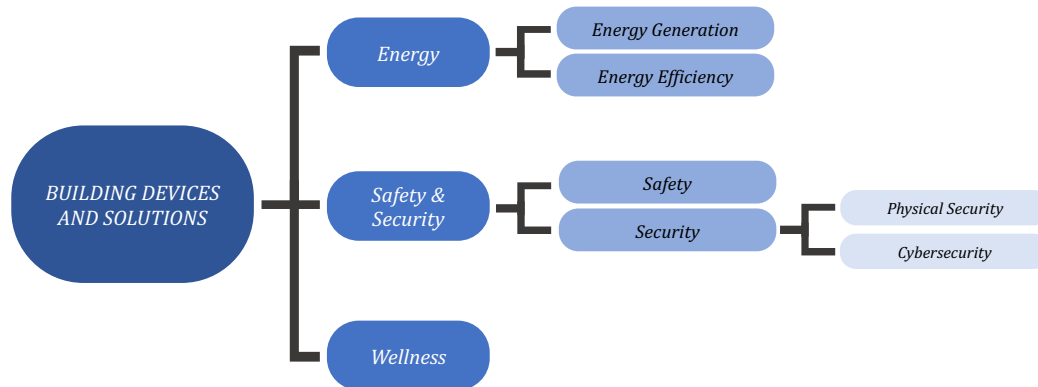 BUILDING DEVICES
AND SOLUTIONS
Energy
Energy Generation
Energy Efficiency
Safety &
Security
Safety
Security
Physical Security
Cybersecurity
Wellness